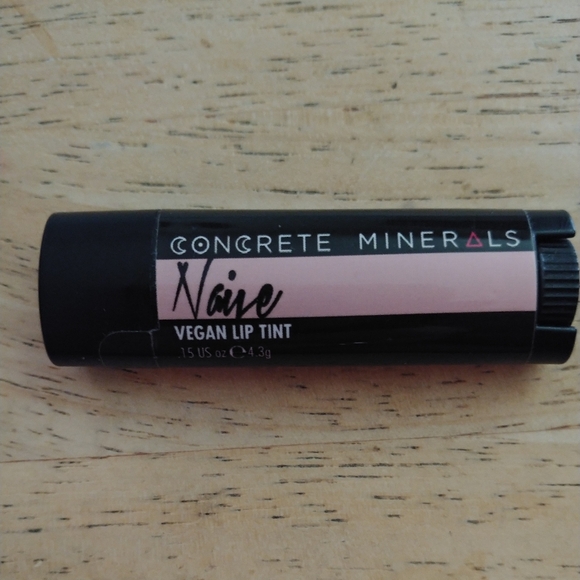 CONCRETE MINERALS
Naive
VEGAN LIP TINT
.15 US oz ℮ 4.3g